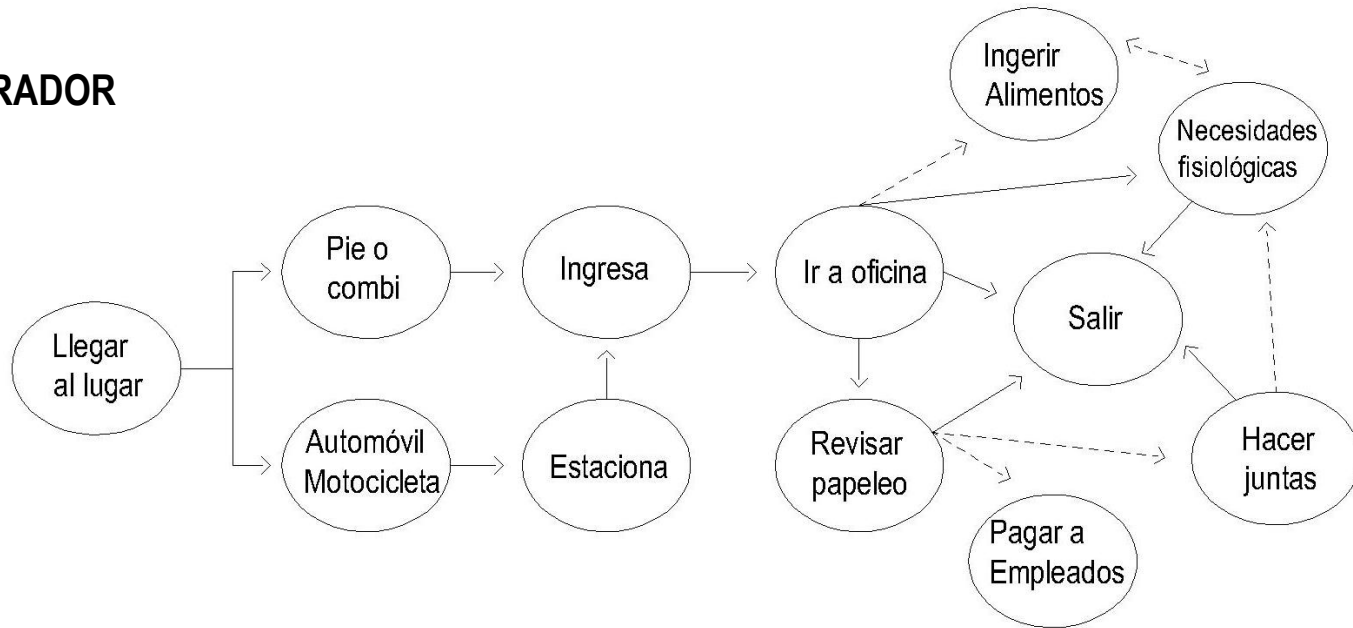 RADOR
Ingerir
Alimentos
Necesidades
fisiológicas
Pie o
combi
Ingresa
Ir a oficina
Salir
Llegar
al lugar
Automóvil
Motocicleta
Estaciona
Revisar
papeleo
Hacer
juntas
Pagar a
Empleados